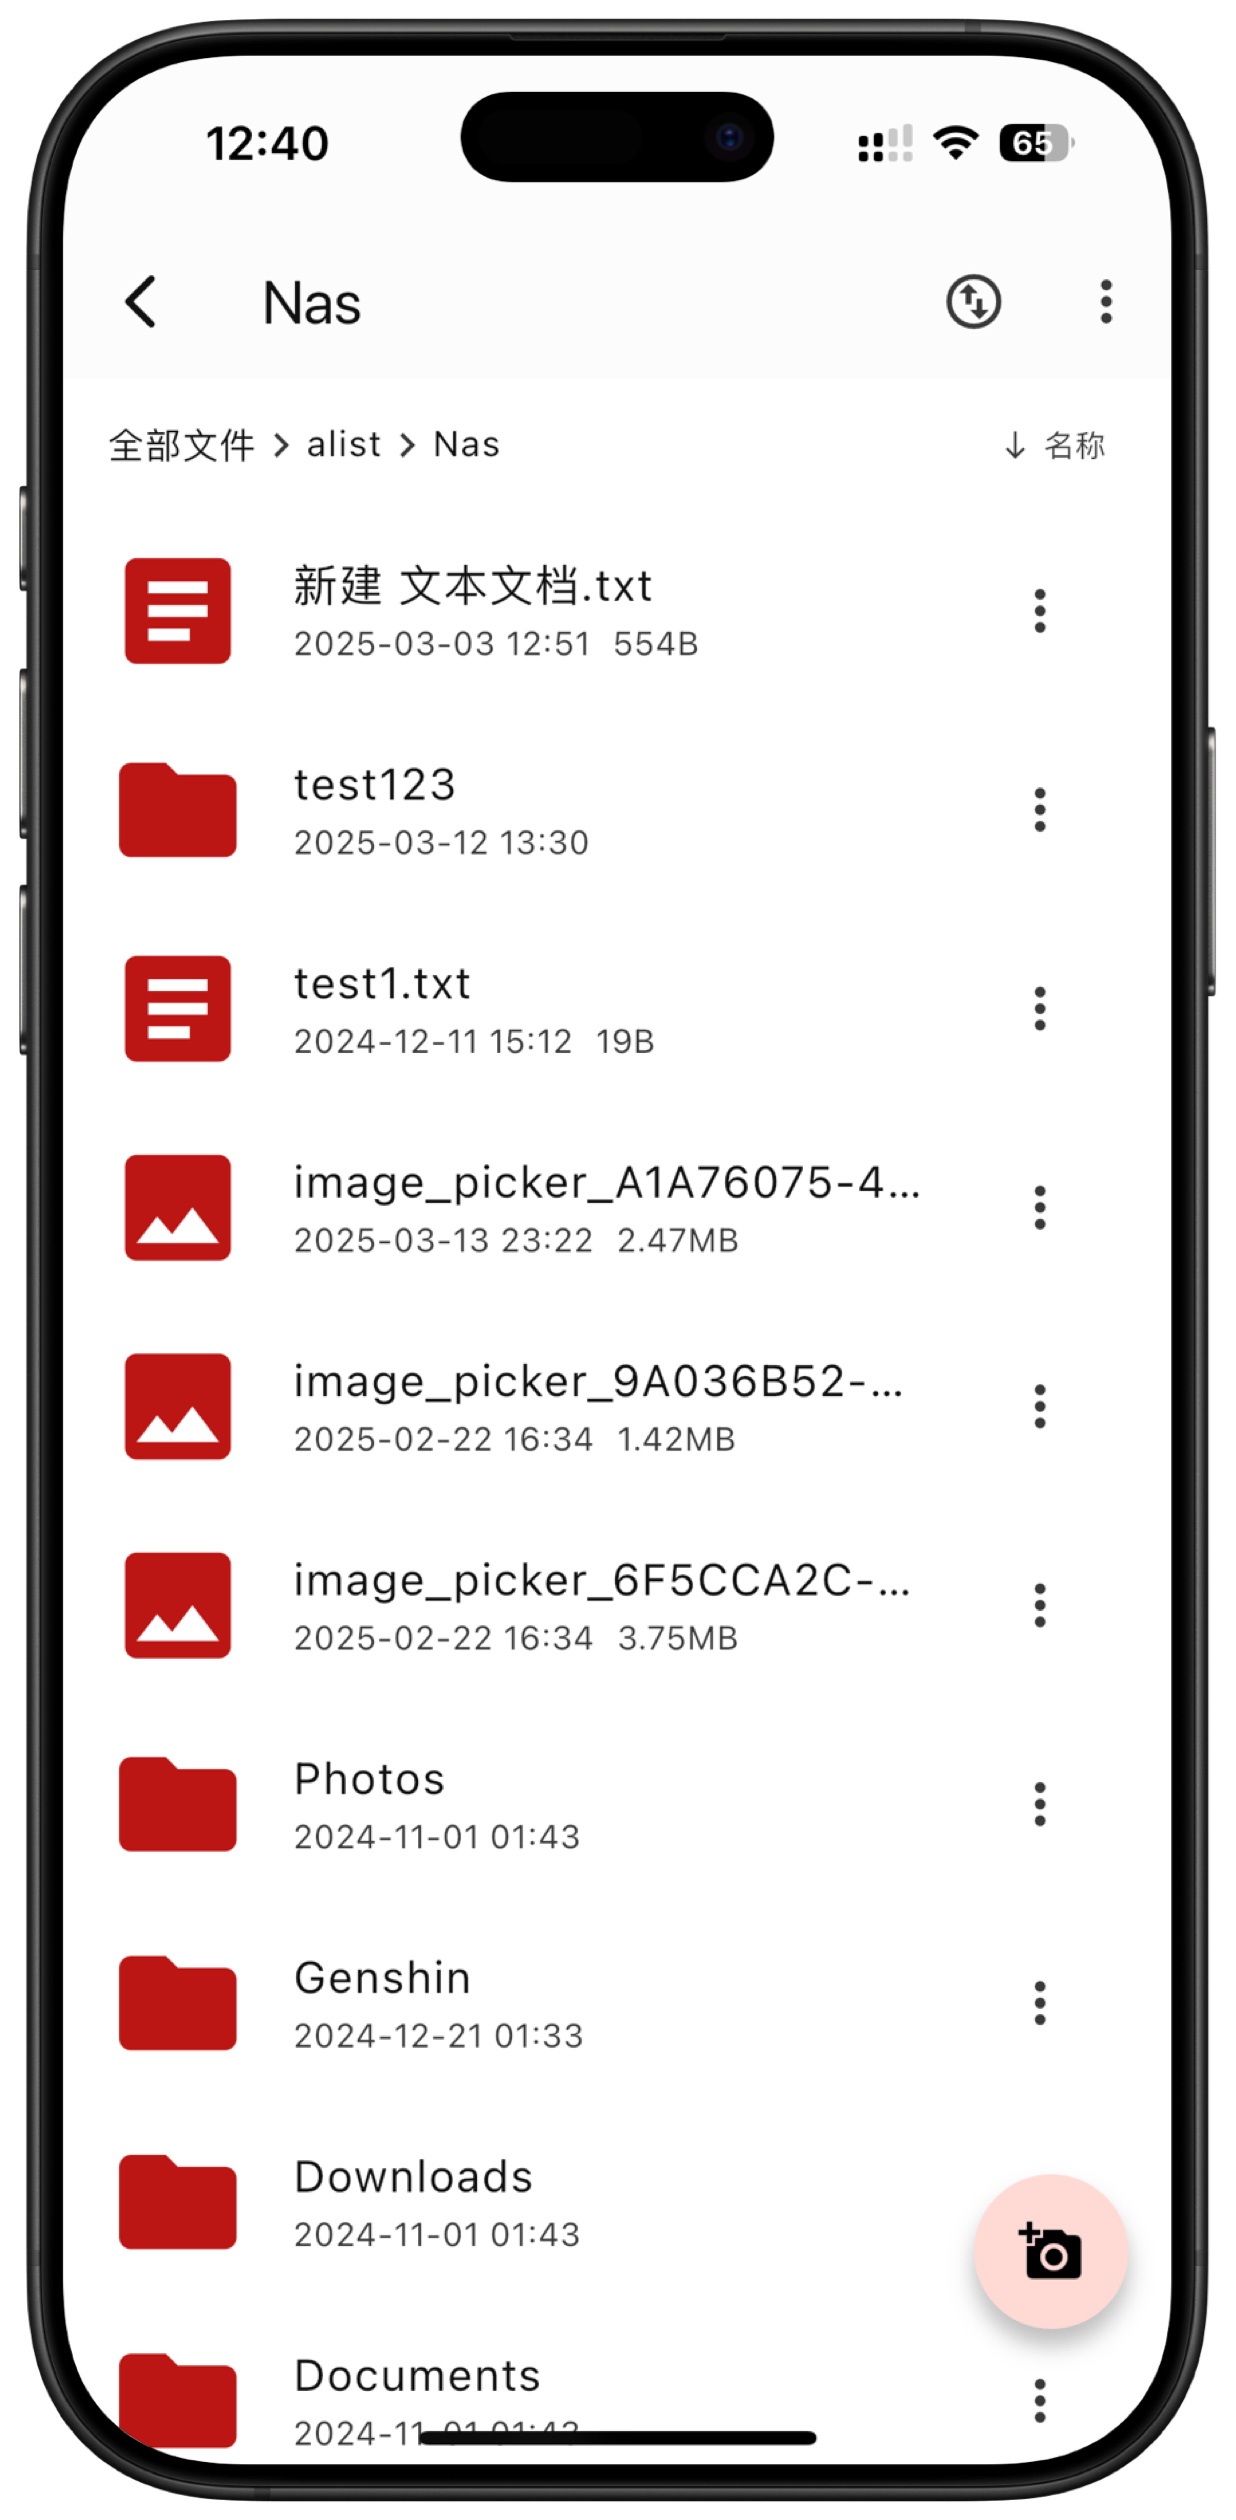 12:40
65
Nas
全部文件 > alist > Nas
↓ 名称
新建 文本文档.txt
2025-03-03 12:51 554B
test123
2025-03-12 13:30
test1.txt
2024-12-11 15:12 19B
image_picker_A1A76075-4...
2025-03-13 23:22 2.47MB
image_picker_9A036B52-...
2025-02-22 16:34 1.42MB
image_picker_6F5CCA2C-...
2025-02-22 16:34 3.75MB
Photos
2024-11-01 01:43
Genshin
2024-12-21 01:33
Downloads
2024-11-01 01:43
Documents
2024-11-01 01:43